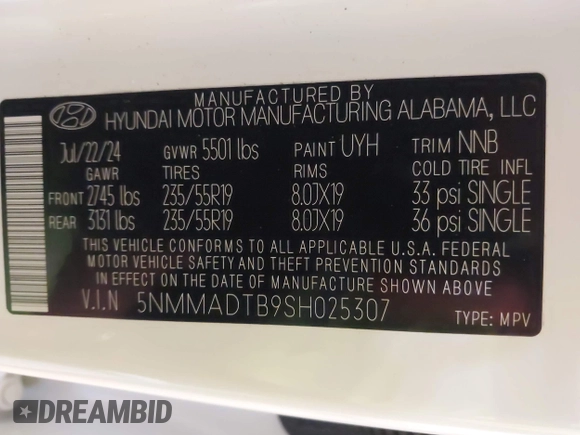 MANUFACTURED BY
HYUNDAI MOTOR MANUFACTURING ALABAMA, LLC
Jul/22/24 GVWR 5501 lbs PAINT UYH TRIM NNB
GAWR TIRES RIMS COLD TIRE INFL
FRONT 2745 lbs 235/55R19 8.0JX19 33 psi SINGLE
REAR 3131 lbs 235/55R19 8.0JX19 36 psi SINGLE
THIS VEHICLE CONFORMS TO ALL APPLICABLE U.S.A. FEDERAL
MOTOR VEHICLE SAFETY AND THEFT PREVENTION STANDARDS
IN EFFECT ON THE DATE OF MANUFACTURE SHOWN ABOVE
V.I.N 5NMMADTB9SH025307 TYPE: MPV
DREAMBID